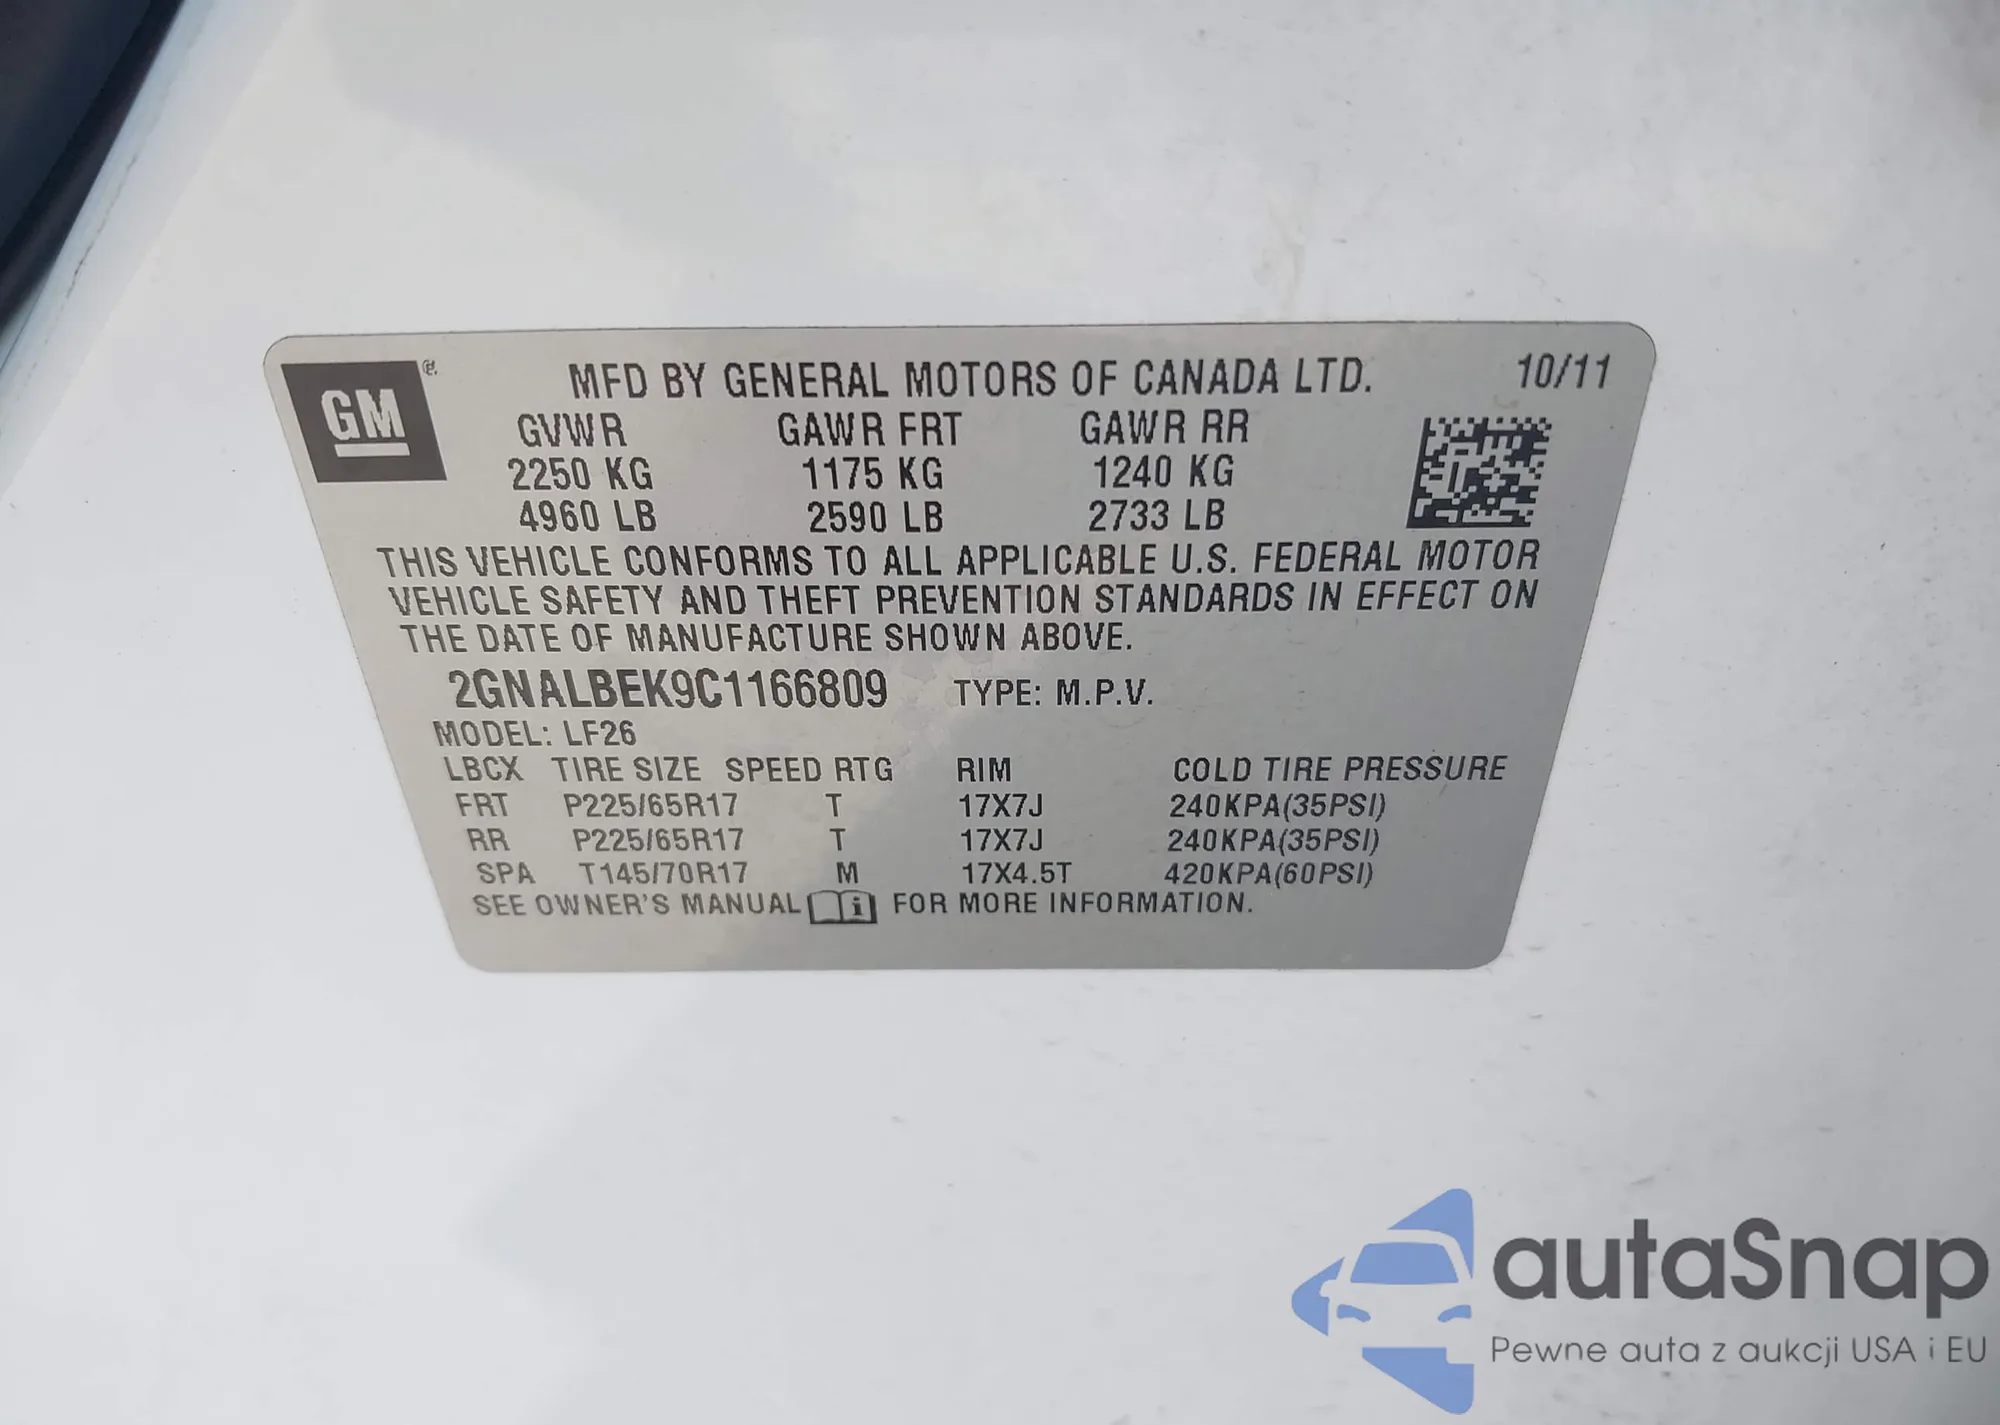 GM ® MFD BY GENERAL MOTORS OF CANADA LTD. 10/11
GVWR GAWR FRT GAWR RR
2250 KG 1175 KG 1240 KG
4960 LB 2590 LB 2733 LB
THIS VEHICLE CONFORMS TO ALL APPLICABLE U.S. FEDERAL MOTOR
VEHICLE SAFETY AND THEFT PREVENTION STANDARDS IN EFFECT ON
THE DATE OF MANUFACTURE SHOWN ABOVE.
2GNALBEK9C1166809 TYPE: M.P.V.
MODEL: LF26
LBCX TIRE SIZE SPEED RTG RIM COLD TIRE PRESSURE
FRT P225/65R17 T 17X7J 240KPA(35PSI)
RR P225/65R17 T 17X7J 240KPA(35PSI)
SPA T145/70R17 M 17X4.5T 420KPA(60PSI)
SEE OWNER'S MANUAL i FOR MORE INFORMATION.
autaSnap
Pewne auta z aukcji USA i EU